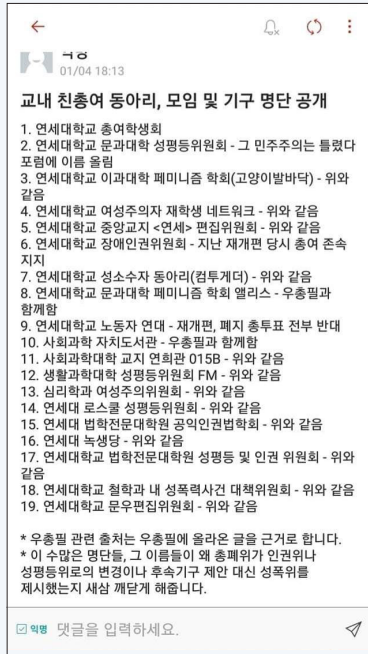 익명
01/04 18:13
교내 친총여 동아리, 모임 및 기구 명단 공개
1. 연세대학교 총여학생회
2. 연세대학교 문과대학 성평등위원회 - 그 민주주의는 틀렸다
포럼에 이름 올림
3. 연세대학교 이과대학 페미니즘 학회(고양이발바닥) - 위와
같음
4. 연세대학교 여성주의자 재학생 네트워크 - 위와 같음
5. 연세대학교 중앙교지 <연세> 편집위원회 - 위와 같음
6. 연세대학교 장애인권위원회 - 지난 재개편 당시 총여 존속
지지
7. 연세대학교 성소수자 동아리(컴투게더) - 위와 같음
8. 연세대학교 문과대학 페미니즘 학회 앨리스 - 우총필과
함께함
9. 연세대학교 노동자 연대 - 재개편, 폐지 총투표 전부 반대
10. 사회과학 자치도서관 - 우총필과 함께함
11. 사회과학대학 교지 연희관 015B - 위와 같음
12. 생활과학대학 성평등위원회 FM - 위와 같음
13. 심리학과 여성주의위원회 - 위와 같음
14. 연세대 로스쿨 성평등위원회 - 위와 같음
15. 연세대 법학전문대학원 공익인권법학회 - 위와 같음
16. 연세대 녹생당 - 위와 같음
17. 연세대학교 법학전문대학원 성평등 및 인권 위원회 - 위와
같음
18. 연세대학교 철학과 내 성폭력사건 대책위원회 - 위와 같음
19. 연세대학교 문우편집위원회 - 위와 같음
* 우총필 관련 출처는 우총필에 올라온 글을 근거로 합니다.
* 이 수많은 명단들, 그 이름들이 왜 총폐위가 인권위나
성평등위로의 변경이나 후속기구 제안 대신 성폭위를
제시했는지 새삼 깨닫게 해줍니다.
익명 댓글을 입력하세요.